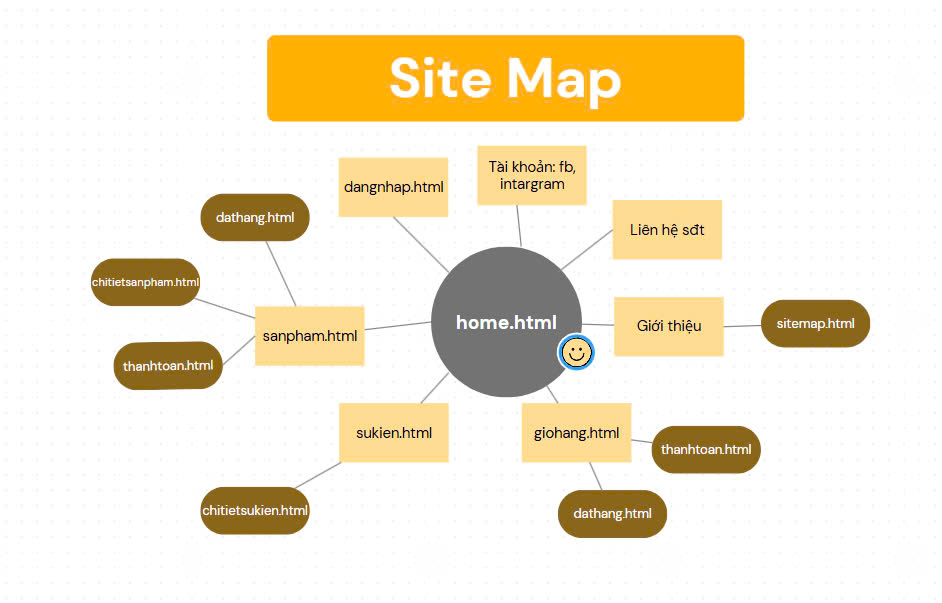 Site Map
Tài khoản: fb,
intargram
dangnhap.html
dathang.html
Liên hệ sđt
chitietsanpham.html
sanpham.html
home.html
Giới thiệu
sitemap.html
thanhtoan.html
sukien.html
giohang.html
thanhtoan.html
chitietsukien.html
dathang.html